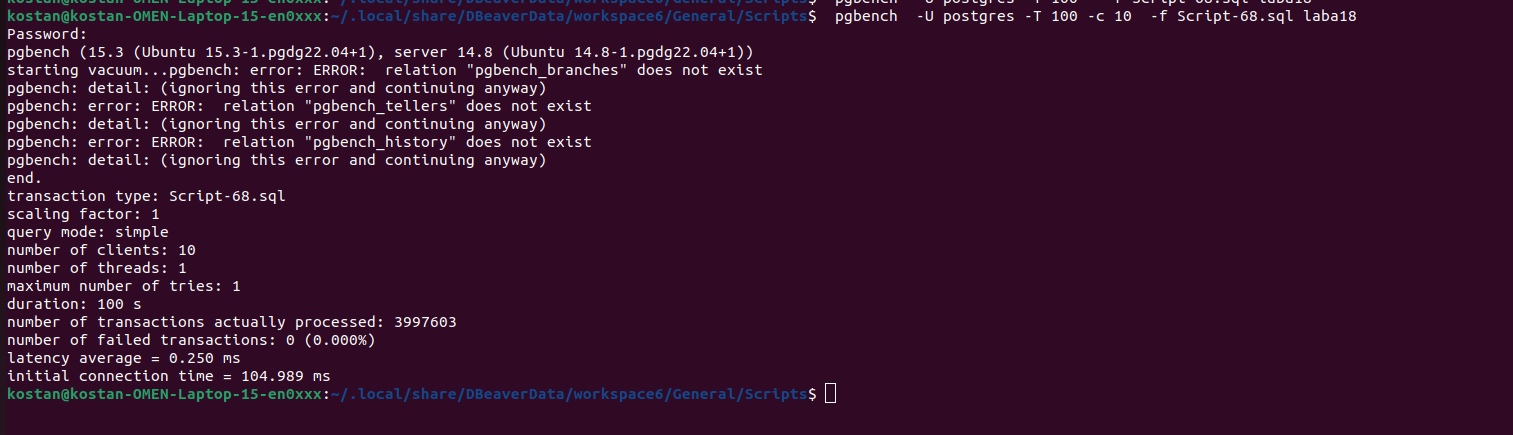 kostan@kostan-OMEN-Laptop-15-en0xxx:~/.local/share/DBeaverData/workspace6/General/Scripts$  pgbench  -U postgres -T 100 -c 10  -f Script-68.sql laba18
Password:
pgbench (15.3 (Ubuntu 15.3-1.pgdg22.04+1), server 14.8 (Ubuntu 14.8-1.pgdg22.04+1))
starting vacuum...pgbench: error: ERROR:  relation "pgbench_branches" does not exist
pgbench: detail: (ignoring this error and continuing anyway)
pgbench: error: ERROR:  relation "pgbench_tellers" does not exist
pgbench: detail: (ignoring this error and continuing anyway)
pgbench: error: ERROR:  relation "pgbench_history" does not exist
pgbench: detail: (ignoring this error and continuing anyway)
end.
transaction type: Script-68.sql
scaling factor: 1
query mode: simple
number of clients: 10
number of threads: 1
maximum number of tries: 1
duration: 100 s
number of transactions actually processed: 3997603
number of failed transactions: 0 (0.000%)
latency average = 0.250 ms
initial connection time = 104.989 ms
kostan@kostan-OMEN-Laptop-15-en0xxx:~/.local/share/DBeaverData/workspace6/General/Scripts$